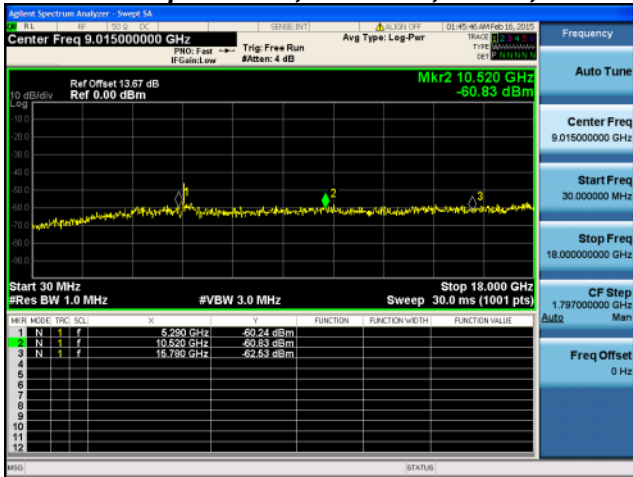 Agilent Spectrum Analyzer - Swept SA
RL RF 50 Ω DC SENSE:INT ALIGN OFF 01:45:46 AM Feb 16, 2015
Center Freq 9.015000000 GHz Avg Type: Log-Pwr TRACE 1 2 3 4 5 6
PNO: Fast Trig: Free Run TYPE
IFGain:Low #Atten: 4 dB DET P N N N N N
Frequency
Mkr2 10.520 GHz
-60.83 dBm
Ref Offset 13.67 dB
10 dB/div Ref 0.00 dBm
Log
-10.0
-20.0
-30.0
-40.0
-50.0
-60.0
-70.0
-80.0
-90.0
1
2
3
Start 30 MHz Stop 18.000 GHz
#Res BW 1.0 MHz #VBW 3.0 MHz Sweep 30.0 ms (1001 pts)
MKR MODE TRC SCL X Y FUNCTION FUNCTION WIDTH FUNCTION VALUE
1 N 1 f 5.290 GHz -60.24 dBm
2 N 1 f 10.520 GHz -60.83 dBm
3 N 1 f 15.780 GHz -62.53 dBm
4
5
6
7
8
9
10
11
12
MSG STATUS
Auto Tune
Center Freq
9.015000000 GHz
Start Freq
30.000000 MHz
Stop Freq
18.000000000 GHz
CF Step
1.797000000 GHz
Auto Man
Freq Offset
0 Hz